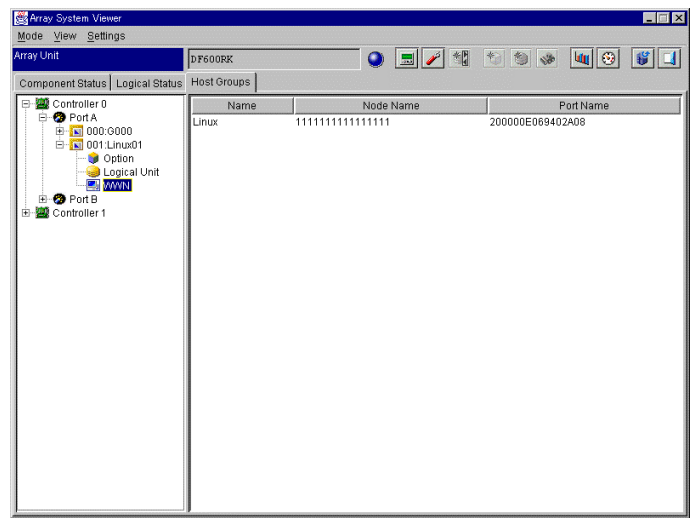 Array System Viewer
Mode View Settings
Array Unit
DF600RK
Component Status Logical Status Host Groups
Controller 0
Port A
000:G000
001:Linux01
Option
Logical Unit
WWN
Port B
Controller 1
Name Node Name Port Name
Linux 1111111111111111 200000E069402A08